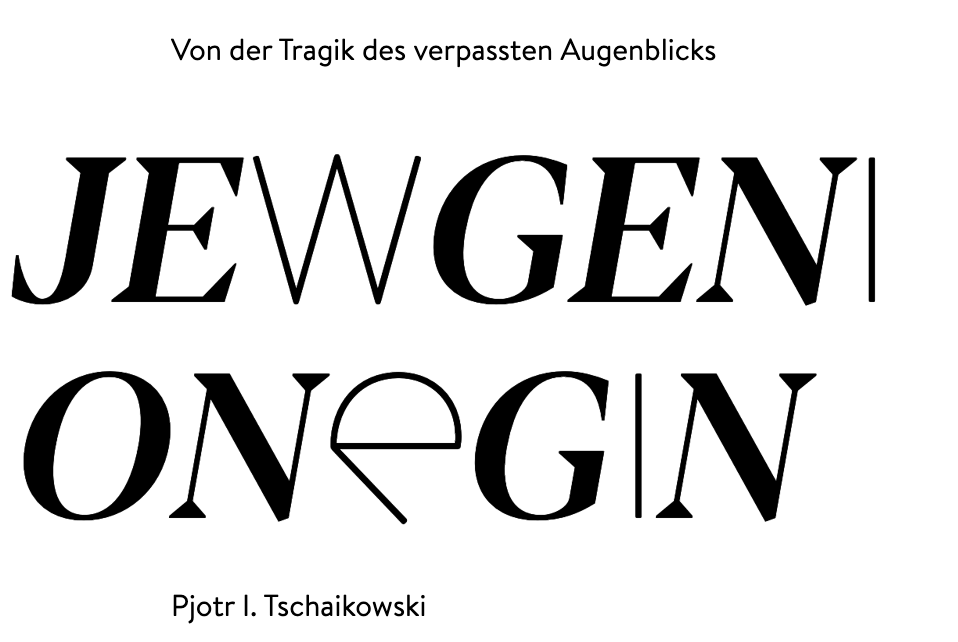 Von der Tragik des verpassten Augenblicks
JEWGENI
ONeGIN
Pjotr I. Tschaikowski